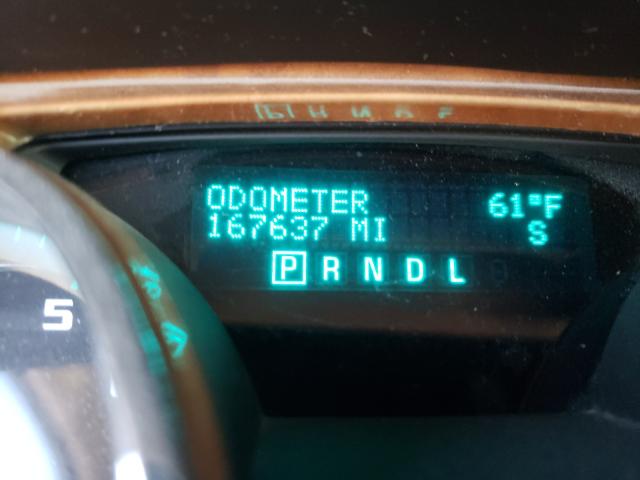 ODOMETER 61°F
167637 MI S
P R N D L
5